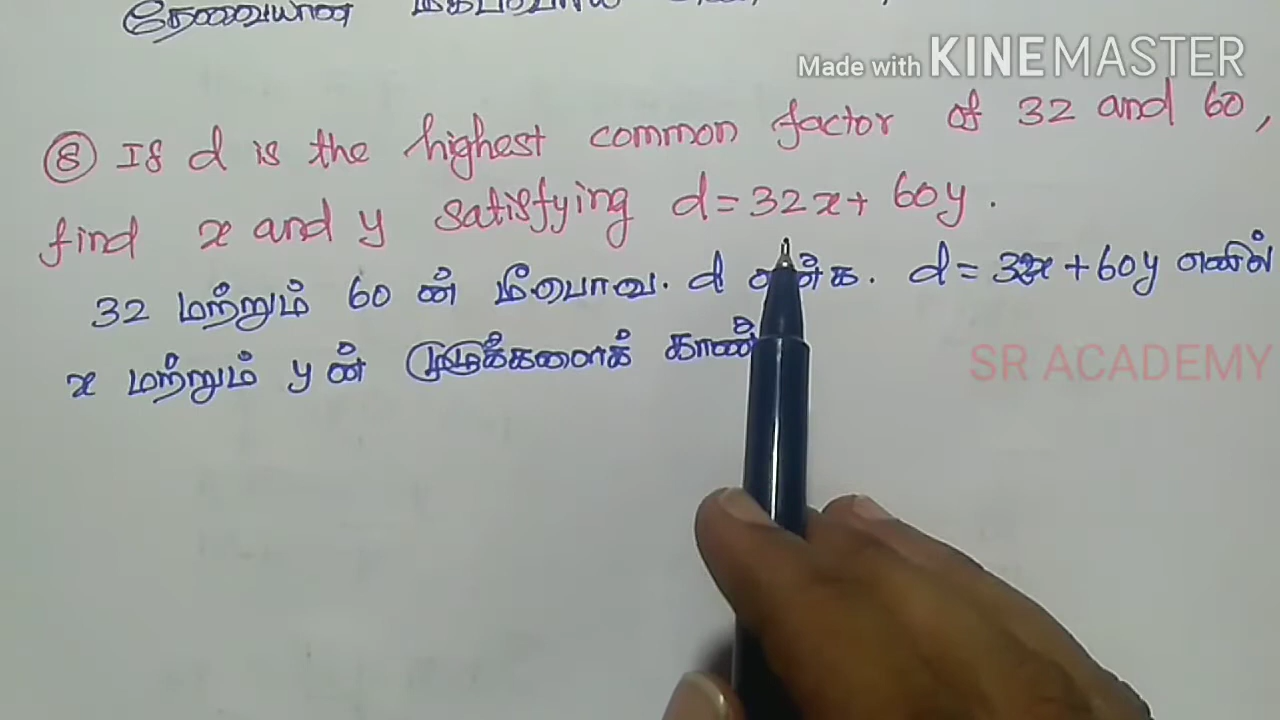 தேவையான
Made with KINEMASTER
⑧ If d is the highest common factor of 32 and 60,
find x and y satisfying d = 32x + 60y.
32 மற்றும் 60 ன் மீபொவ. d என்க. d = 32x + 60y எனில்
x மற்றும் y ன் முழுக்களைக் காண்
SR ACADEMY